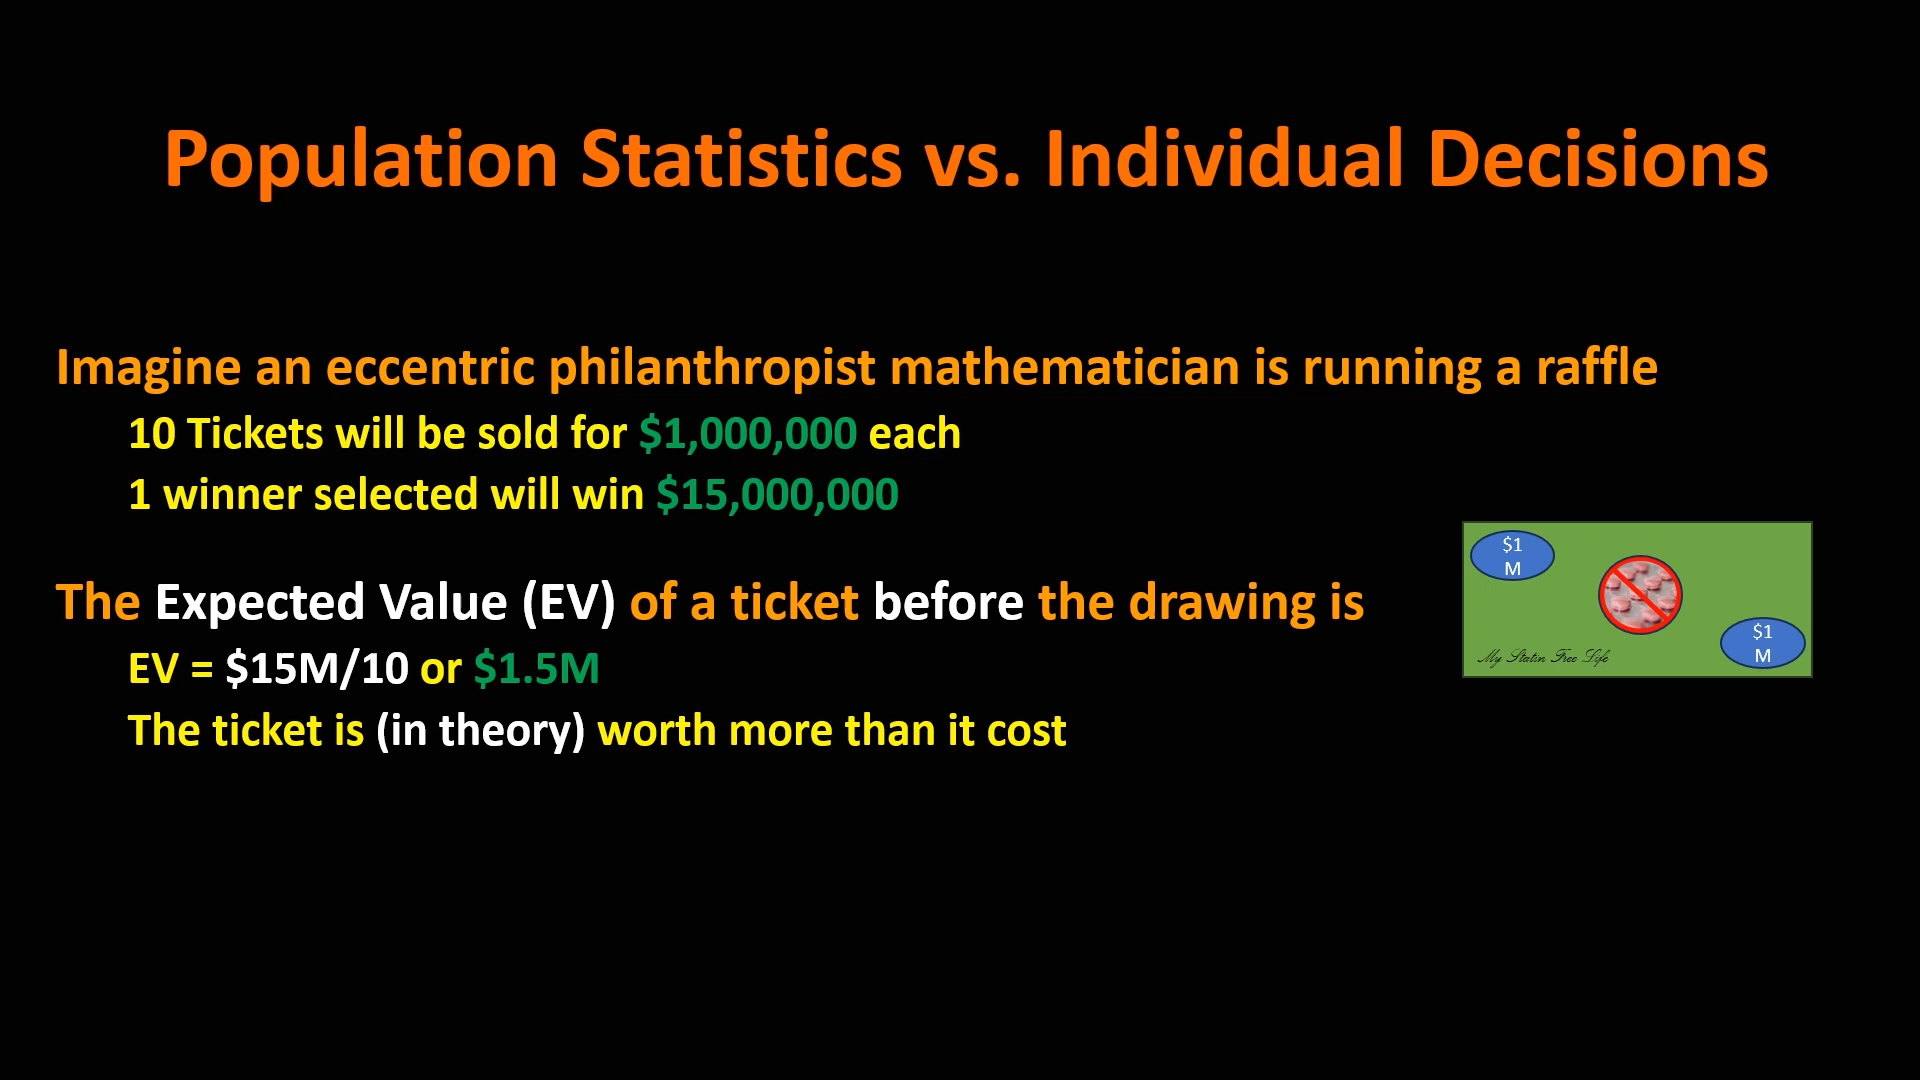 Population Statistics vs. Individual Decisions
Imagine an eccentric philanthropist mathematician is running a raffle
10 Tickets will be sold for $1,000,000 each
1 winner selected will win $15,000,000
The Expected Value (EV) of a ticket before the drawing is
EV = $15M/10 or $1.5M
The ticket is (in theory) worth more than it cost
$1
M
$1
M
My Statin Free Life